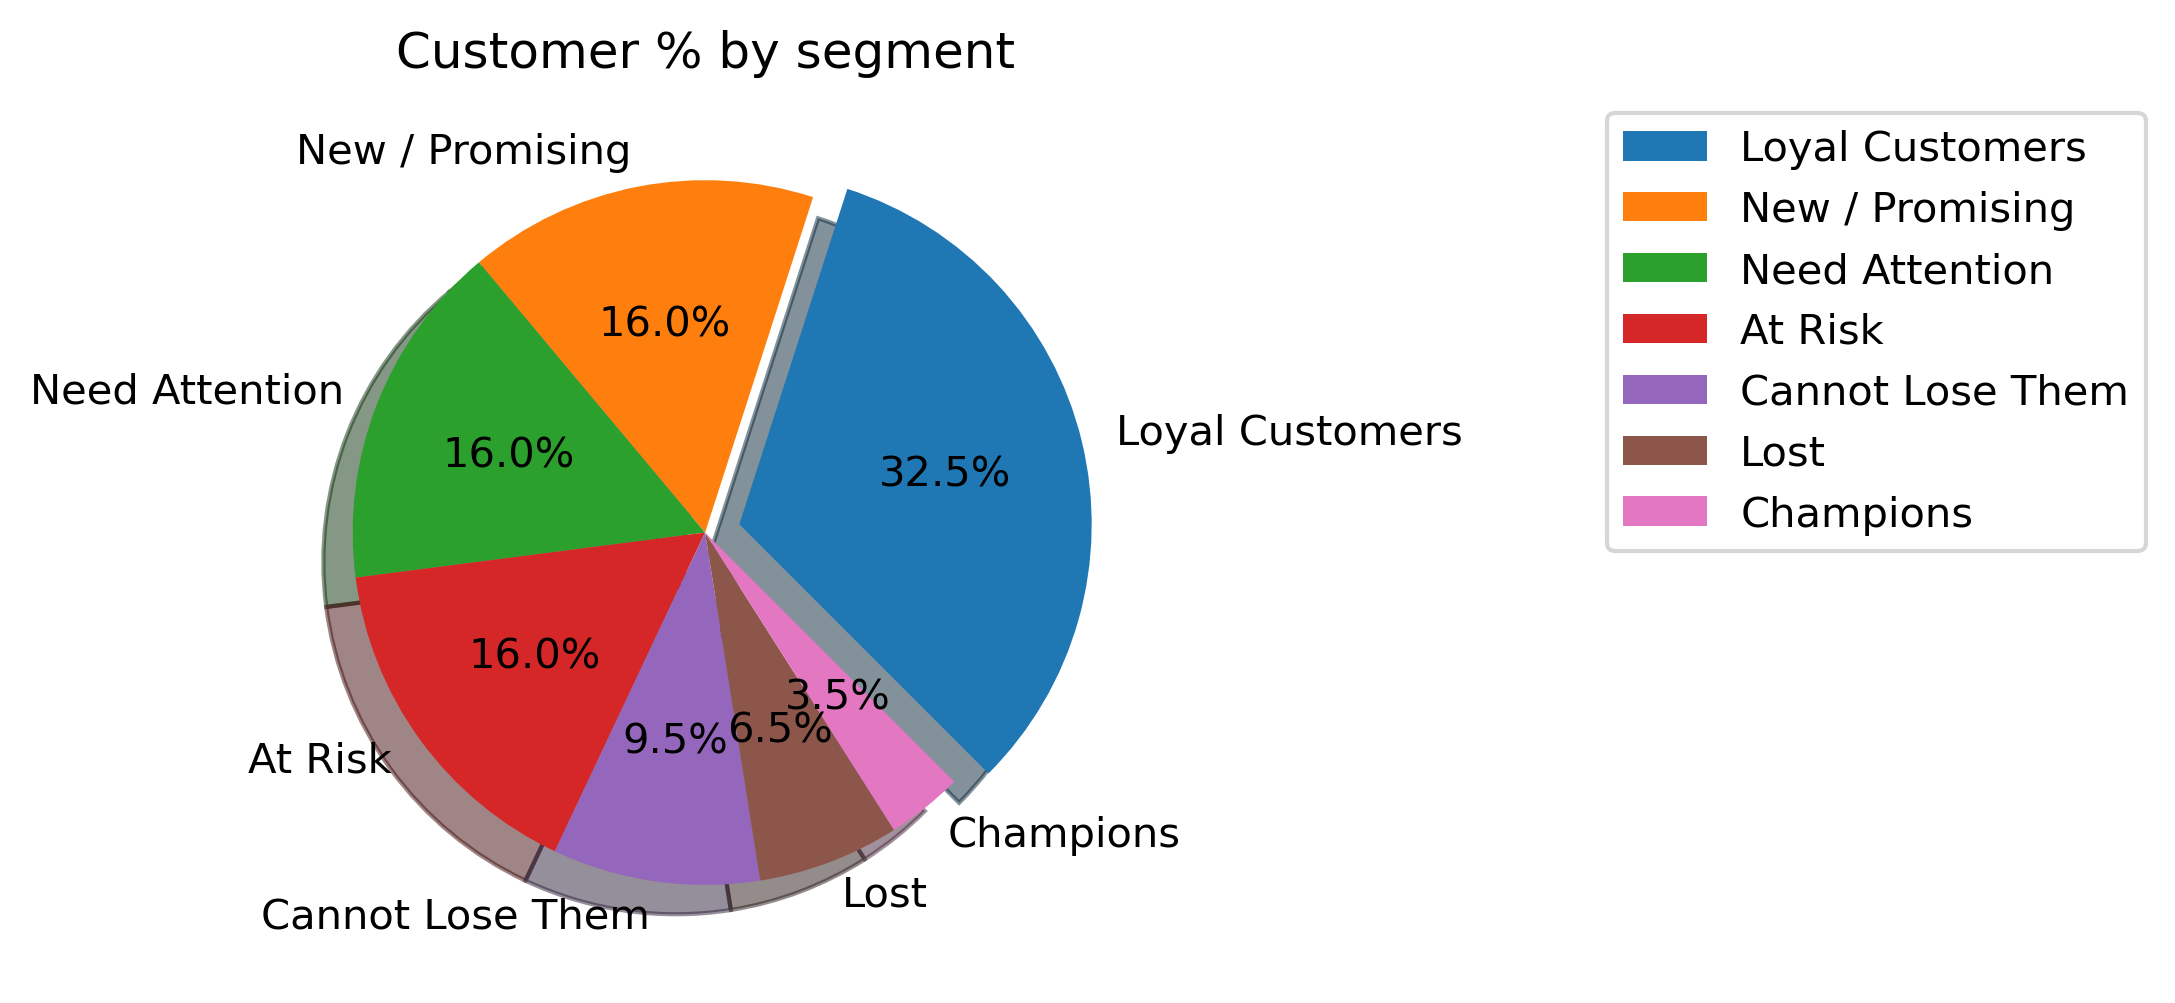 Customer % by segment
New / Promising
Need Attention
Loyal Customers
At Risk
Cannot Lose Them
Lost
Champions
16.0%
16.0%
32.5%
16.0%
9.5%
6.5%
3.5%
Loyal Customers
New / Promising
Need Attention
At Risk
Cannot Lose Them
Lost
Champions